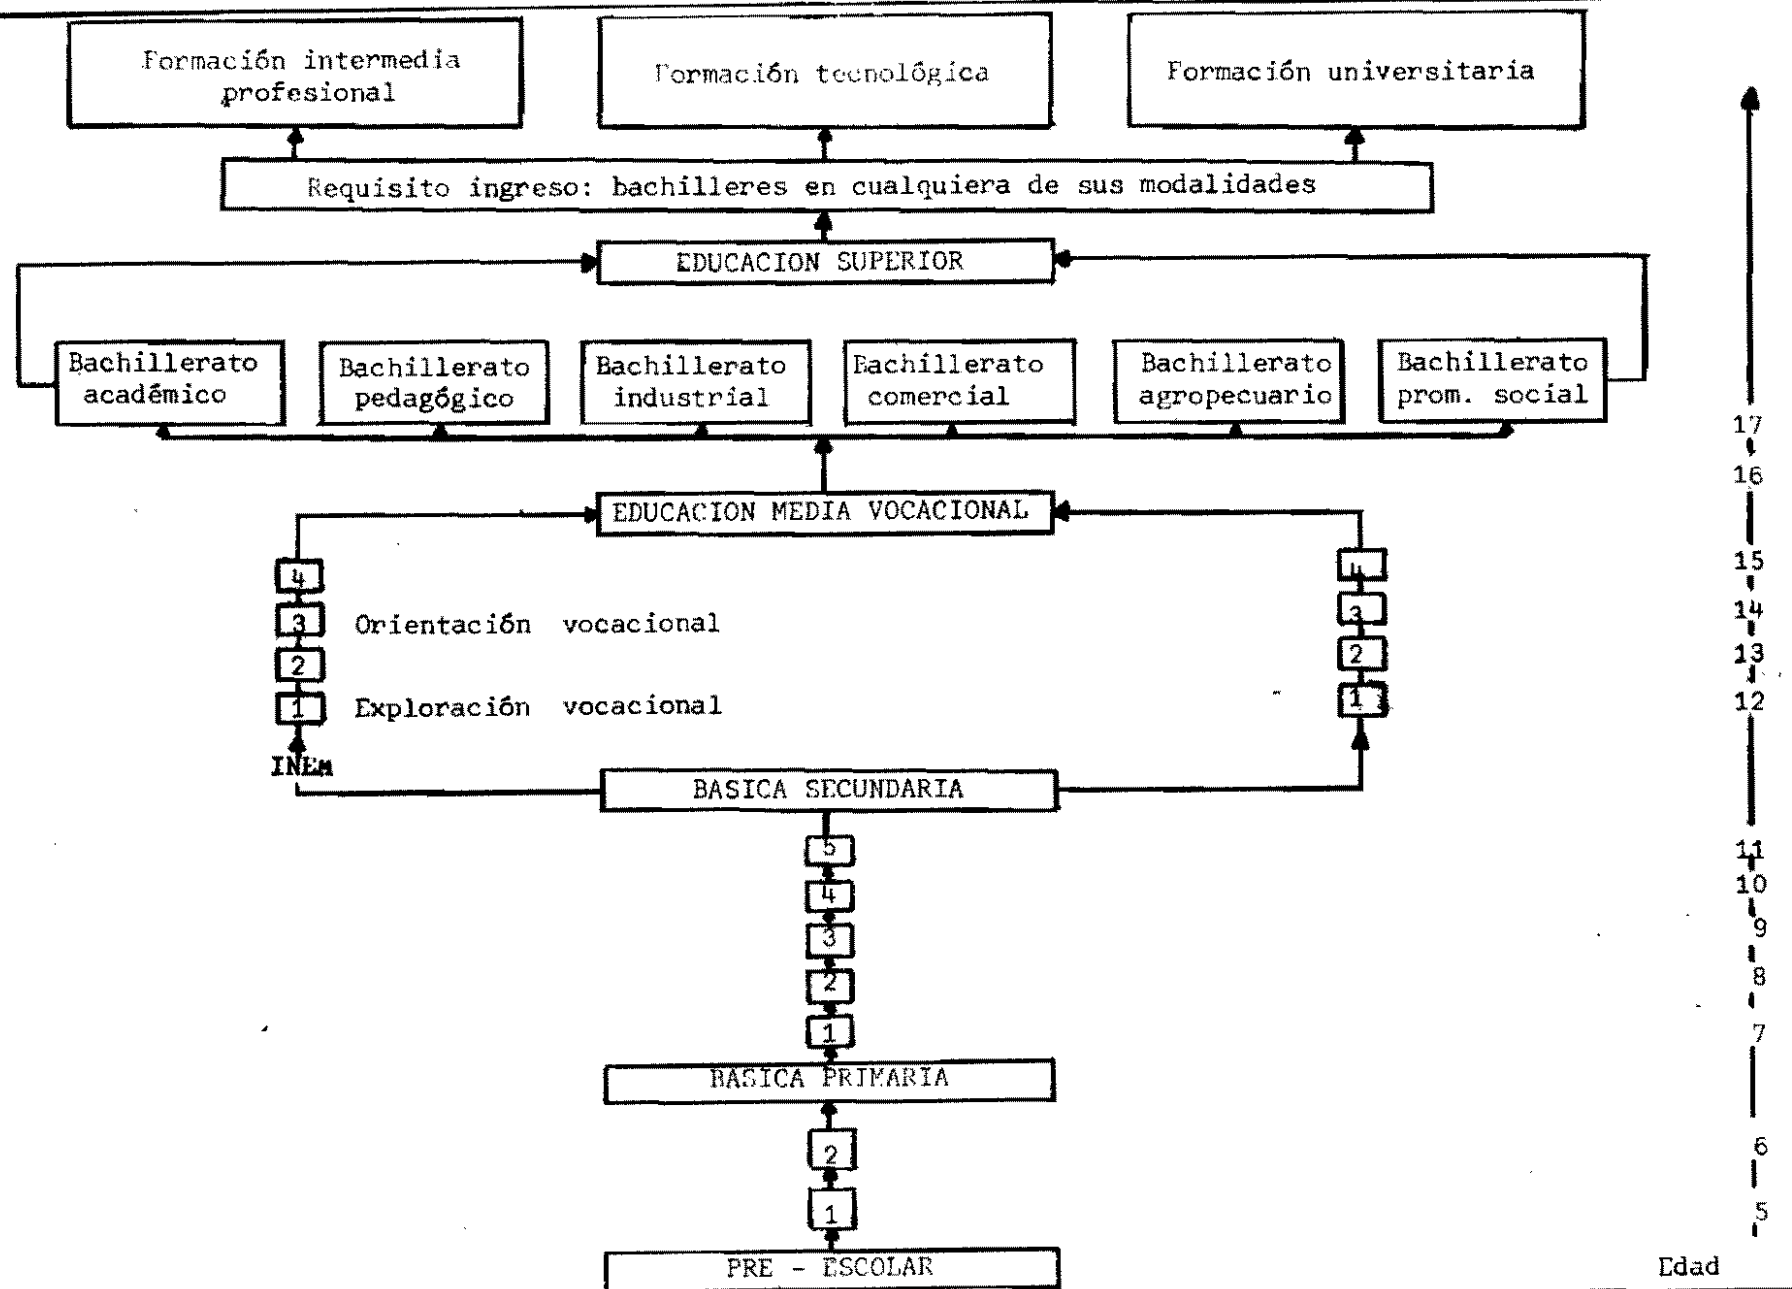 Formación intermedia
profesional
Formación tecnológica
Formación universitaria
Requisito ingreso: bachilleres en cualquiera de sus modalidades
EDUCACION SUPERIOR
Bachillerato
académico
Bachillerato
pedagógico
Bachillerato
industrial
Bachillerato
comercial
Bachillerato
agropecuario
Bachillerato
prom. social
17
16
EDUCACION MEDIA VOCACIONAL
4
4
15
3 Orientación vocacional
3
14
2
2
13
1 Exploración vocacional
1
12
INEM
BASICA SECUNDARIA
5
11
4
10
3
9
2
8
1
7
BASICA PRIMARIA
2
6
1
5
PRE - ESCOLAR
Edad